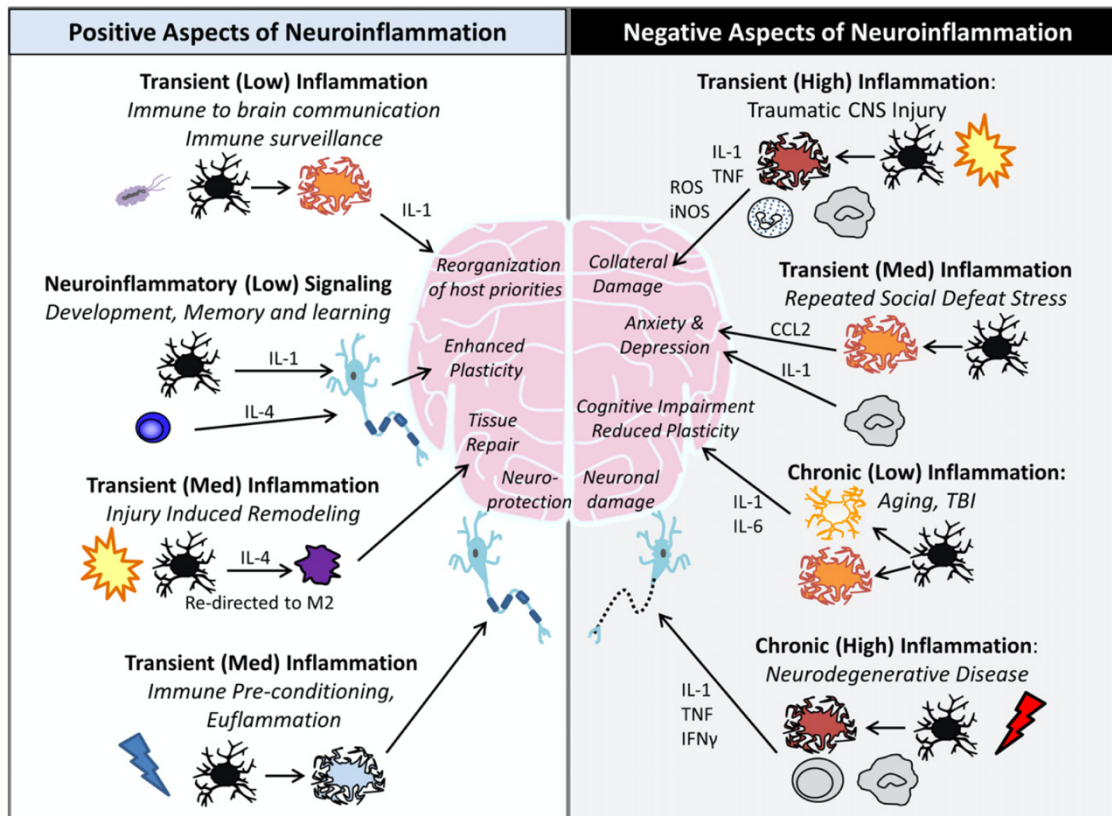 Positive Aspects of Neuroinflammation
Transient (Low) Inflammation
Immune to brain communication
Immune surveillance
IL-1
Reorganization
of host priorities
Neuroinflammatory (Low) Signaling
Development, Memory and learning
IL-1
IL-4
Enhanced
Plasticity
Transient (Med) Inflammation
Injury Induced Remodeling
IL-4
Re-directed to M2
Tissue
Repair
Transient (Med) Inflammation
Immune Pre-conditioning,
Euflammation
Neuro-
protection
Negative Aspects of Neuroinflammation
Transient (High) Inflammation:
Traumatic CNS Injury
IL-1
TNF
ROS
iNOS
Collateral
Damage
Transient (Med) Inflammation
Repeated Social Defeat Stress
CCL2
IL-1
Anxiety &
Depression
Chronic (Low) Inflammation:
Aging, TBI
IL-1
IL-6
Cognitive Impairment
Reduced Plasticity
Chronic (High) Inflammation:
Neurodegenerative Disease
IL-1
TNF
IFNγ
Neuronal
damage